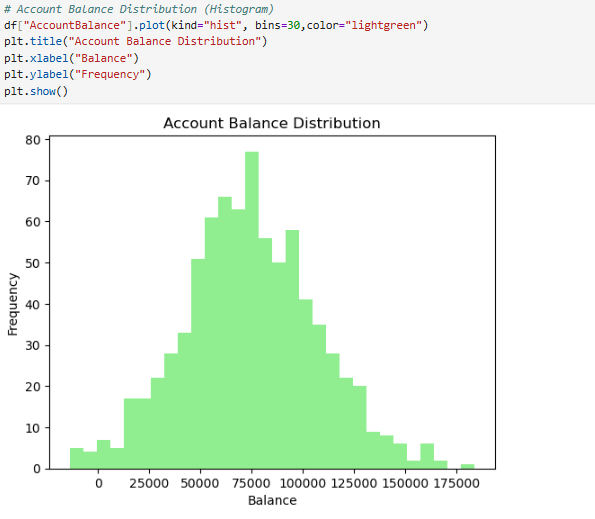 # Account Balance Distribution (Histogram)
df["AccountBalance"].plot(kind="hist", bins=30,color="lightgreen")
plt.title("Account Balance Distribution")
plt.xlabel("Balance")
plt.ylabel("Frequency")
plt.show()
Account Balance Distribution
80
70
60
50
40
30
20
10
0
Frequency
0 25000 50000 75000 100000 125000 150000 175000
Balance